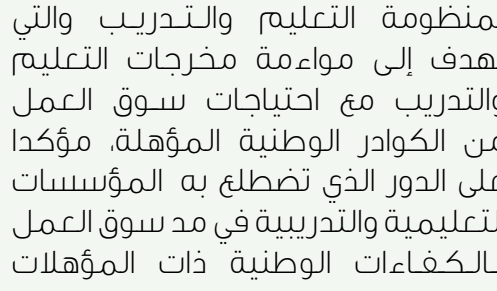 لمنظومة التعليم والتدريب والتي
تهدف إلى مواءمة مخرجات التعليم
والتدريب مع احتياجات سوق العمل
من الكوادر الوطنية المؤهلة، مؤكدا
على الدور الذي تضطلع به المؤسسات
التعليمية والتدريبية في مد سوق العمل
بالكفاءات الوطنية ذات المؤهلات